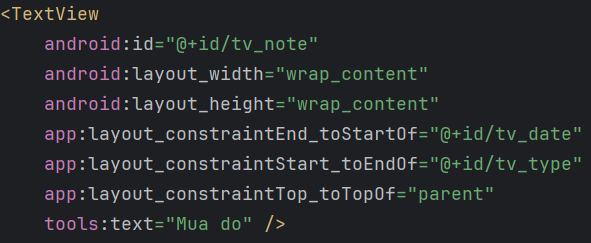 <TextView
android:id="@+id/tv_note"
android:layout_width="wrap_content"
android:layout_height="wrap_content"
app:layout_constraintEnd_toStartOf="@+id/tv_date"
app:layout_constraintStart_toEndOf="@+id/tv_type"
app:layout_constraintTop_toTopOf="parent"
tools:text="Mua do" />